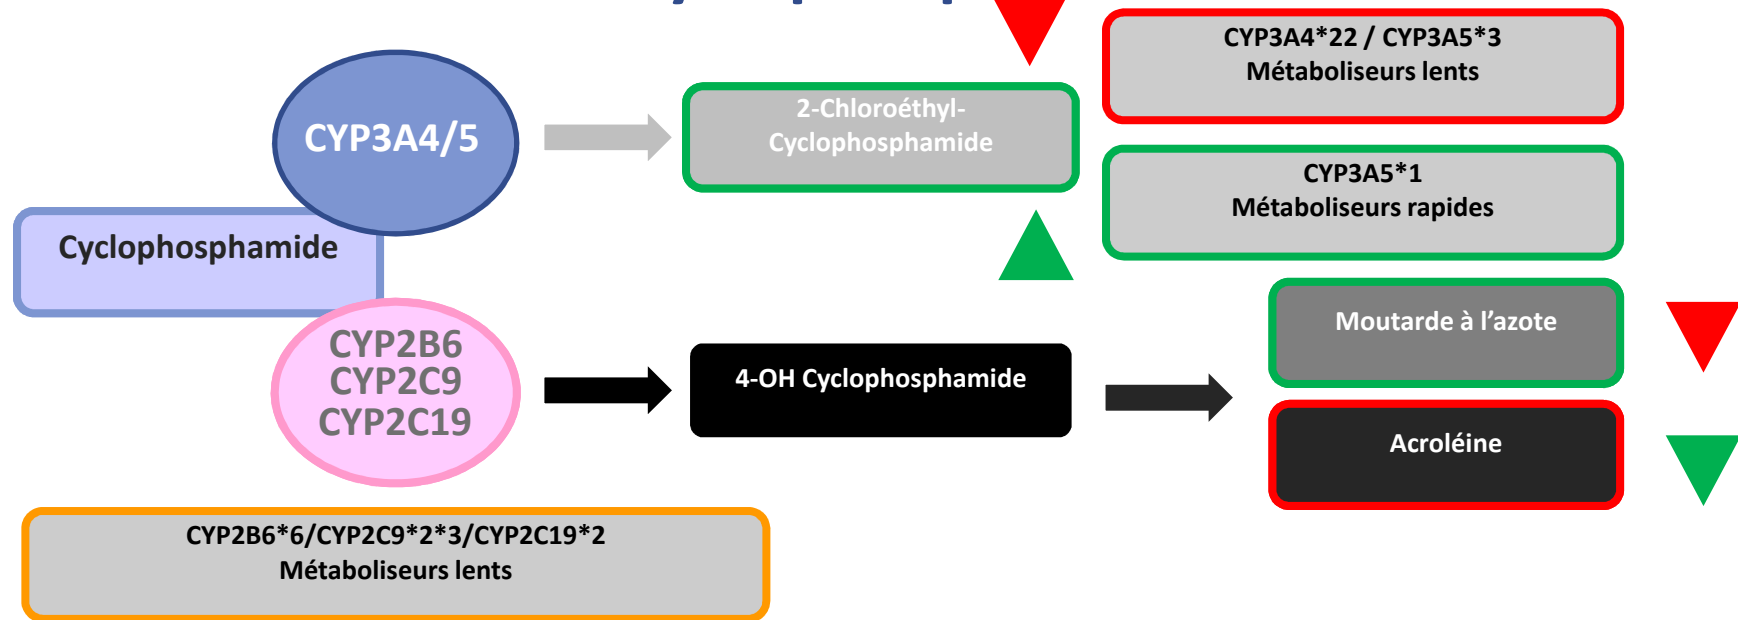 CYP3A4*22 / CYP3A5*3
Métaboliseurs lents
CYP3A4/5
2-Chloroéthyl-
Cyclophosphamide
CYP3A5*1
Métaboliseurs rapides
Cyclophosphamide
CYP2B6
CYP2C9
CYP2C19
4-OH Cyclophosphamide
Moutarde à l’azote
Acroléine
CYP2B6*6/CYP2C9*2*3/CYP2C19*2
Métaboliseurs lents